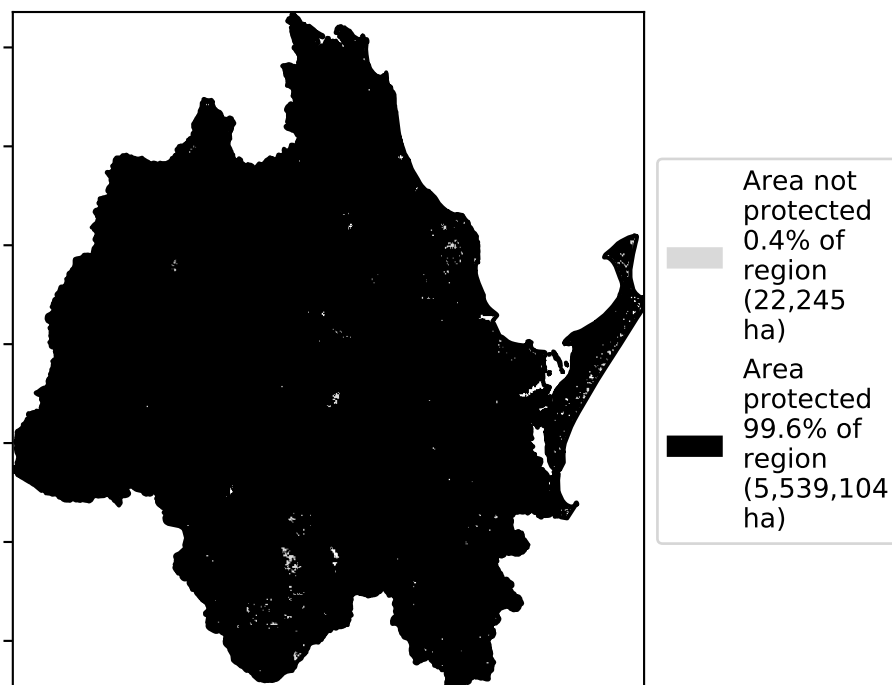 Area not
protected
0.4% of
region
(22,245
ha)
Area
protected
99.6% of
region
(5,539,104
ha)